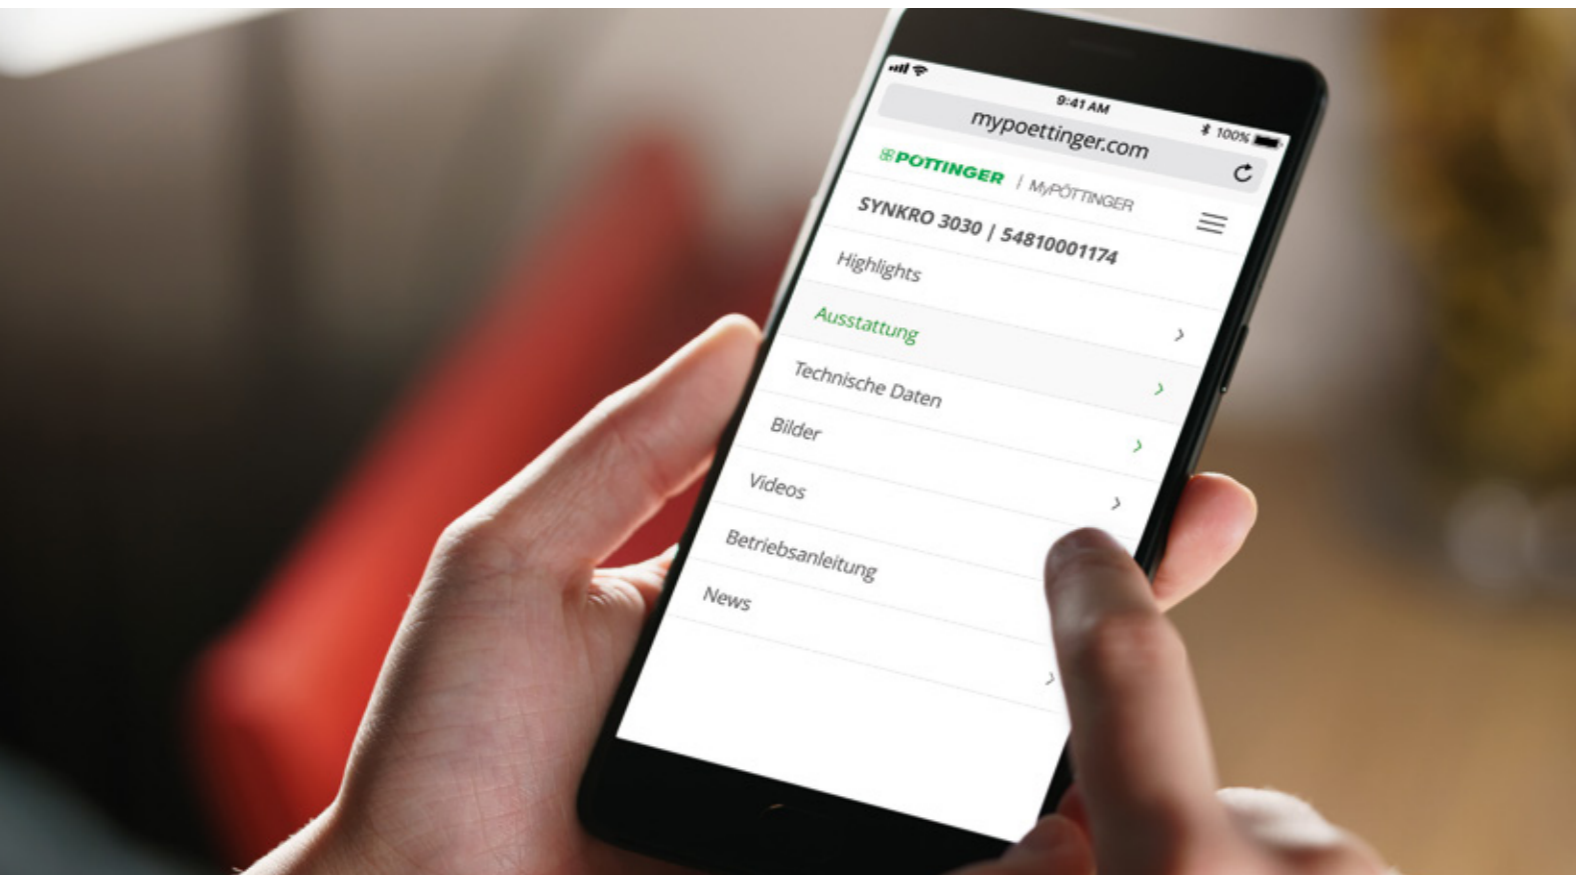 9:41 AM
100%
mypoettinger.com
PÖTTINGER | MyPÖTTINGER
SYNKRO 3030 | 54810001174
Highlights
Ausstattung
Technische Daten
Bilder
Videos
Betriebsanleitung
News